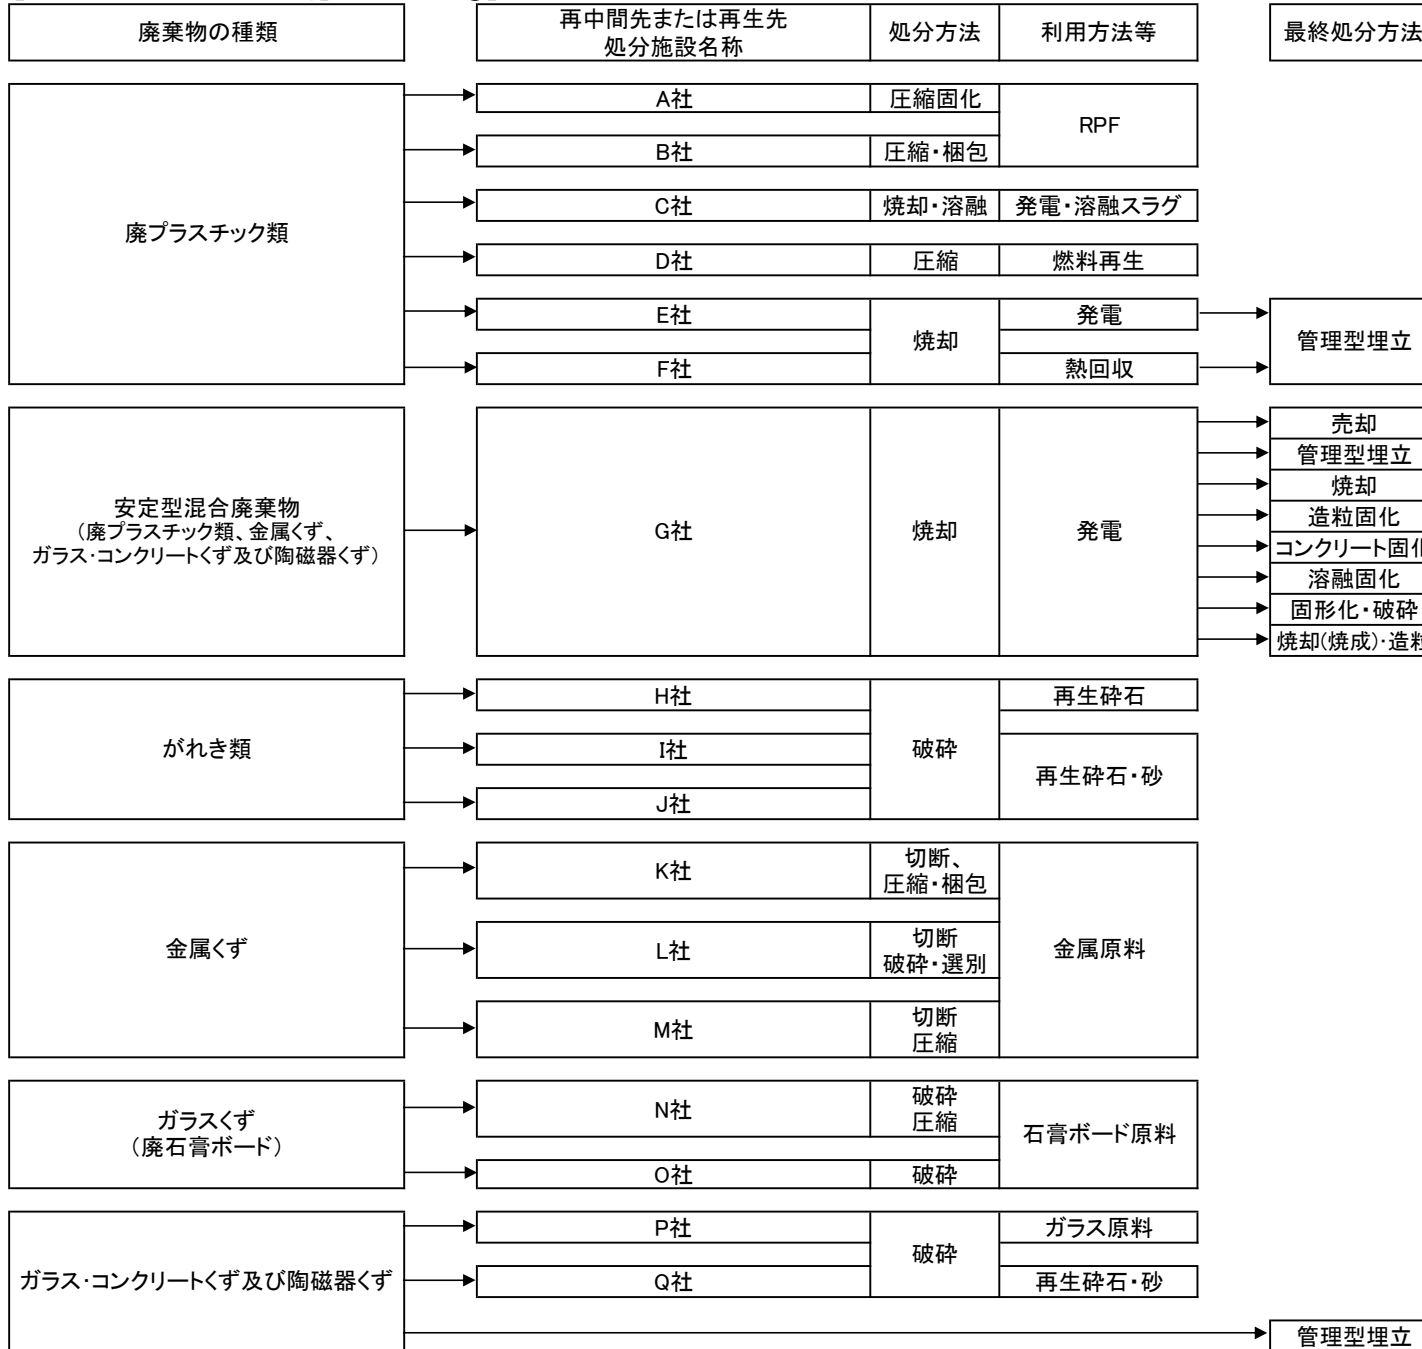 廃棄物の種類
再中間先または再生先
処分施設名称
処分方法
利用方法等
最終処分方法
廃プラスチック類
A社
圧縮固化
RPF
B社
圧縮・梱包
C社
焼却・溶融
発電・溶融スラグ
D社
圧縮
燃料再生
E社
焼却
発電
管理型埋立
F社
熱回収
安定型混合廃棄物
（廃プラスチック類、金属くず、
ガラス・コンクリートくず及び陶磁器くず）
G社
焼却
発電
売却
管理型埋立
焼却
造粒固化
コンクリート固
溶融固化
固形化・破砕
焼却(焼成)・造
がれき類
H社
破砕
再生砕石
I社
再生砕石・砂
J社
金属くず
K社
切断、
圧縮・梱包
金属原料
L社
切断
破砕・選別
M社
切断
圧縮
ガラスくず
（廃石膏ボード）
N社
破砕
圧縮
石膏ボード原料
O社
破砕
ガラス・コンクリートくず及び陶磁器くず
P社
破砕
ガラス原料
Q社
再生砕石・砂
管理型埋立